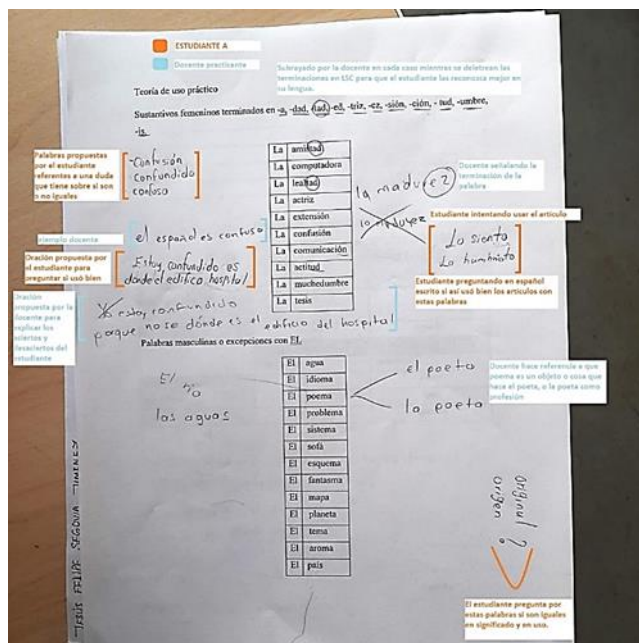 ESTUDIANTE A
Docente practicante
Subrayado por la docente en cada caso mientras se deletrean las
terminaciones en LSC para que el estudiante las reconozca mejor en
su lengua.
Teoría de uso práctico
Sustantivos femeninos terminados en -a, -dad, -tad, -ed, -triz, -ez, -sión, -ción, - tud, -umbre,
-is.
Palabras propuestas
por el estudiante
referentes a una duda
que tiene sobre si son
o no iguales
-Confusión
Confundido
confuso
La amistad
La computadora
La lealtad
La actriz
La extensión
La confusión
La comunicación
La actitud
La muchedumbre
La tesis
la madurez
Docente señalando la
terminación de la
palabra
Estudiante intentando usar el artículo
Lo siento
La hambriento
Estudiante preguntando en español
escrito si así usó bien los artículos con
estas palabras
Ejemplo docente
el español es confuso
Oración propuesta por
el estudiante para
preguntar si usó bien
Estoy confundido es
dónde el edifico hospital
Oración
propuesta por la
docente para
explicar los
aciertos y
desaciertos del
estudiante
Yo estoy confundido
porque no se dónde es el edificio del hospital
Palabras masculinas o excepciones con EL
El agua
El idioma
El poema
El problema
El sistema
El sofá
El esquema
El fantasma
El mapa
El planeta
El tema
El aroma
El país
El
las aguas
el poeta
la poeta
Docente hace referencia a que
poema es un objeto o cosa que
hace el poeta, o la poeta como
profesión
original ?
origen
El estudiante pregunta por
estas palabras si son iguales
en significado y en uso.
JESÚS FELIPE SEGOVIA JIMENEZ